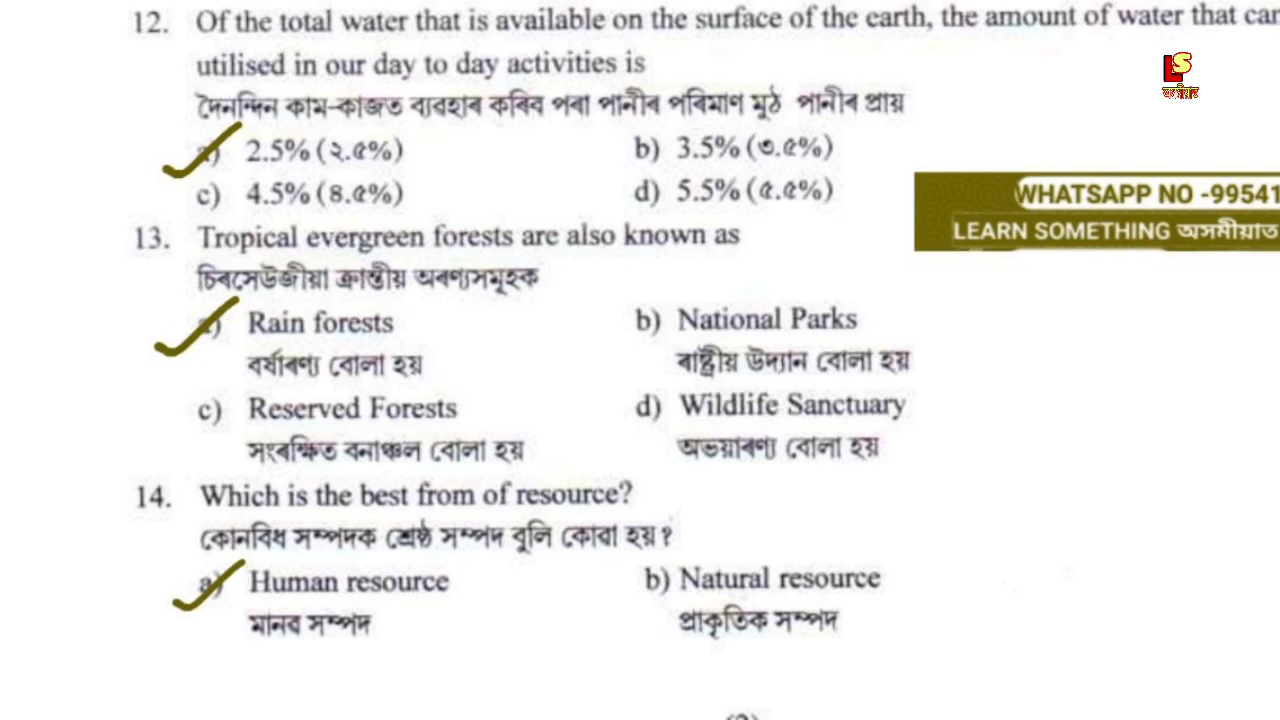 12. Of the total water that is available on the surface of the earth, the amount of water that can
utilised in our day to day activities is
দৈনন্দিন কাম-কাজত ব্যৱহাৰ কৰিব পৰা পানীৰ পৰিমাণ মুঠ পানীৰ প্ৰায়
a) 2.5% (২.৫%) b) 3.5% (৩.৫%)
c) 4.5% (৪.৫%) d) 5.5% (৫.৫%)
13. Tropical evergreen forests are also known as
চিৰসেউজীয়া ক্ৰান্তীয় অৰণ্যসমূহক
a) Rain forests b) National Parks
বৰ্ষাৰণ্য বোলা হয় ৰাষ্ট্ৰীয় উদ্যান বোলা হয়
c) Reserved Forests d) Wildlife Sanctuary
সংৰক্ষিত বনাঞ্চল বোলা হয় অভয়াৰণ্য বোলা হয়
14. Which is the best from of resource?
কোনবিধ সম্পদক শ্ৰেষ্ঠ সম্পদ বুলি কোৱা হয়?
a) Human resource b) Natural resource
মানৱ সম্পদ প্ৰাকৃতিক সম্পদ
LS
WHATSAPP NO -99541
LEARN SOMETHING অসমীয়াত